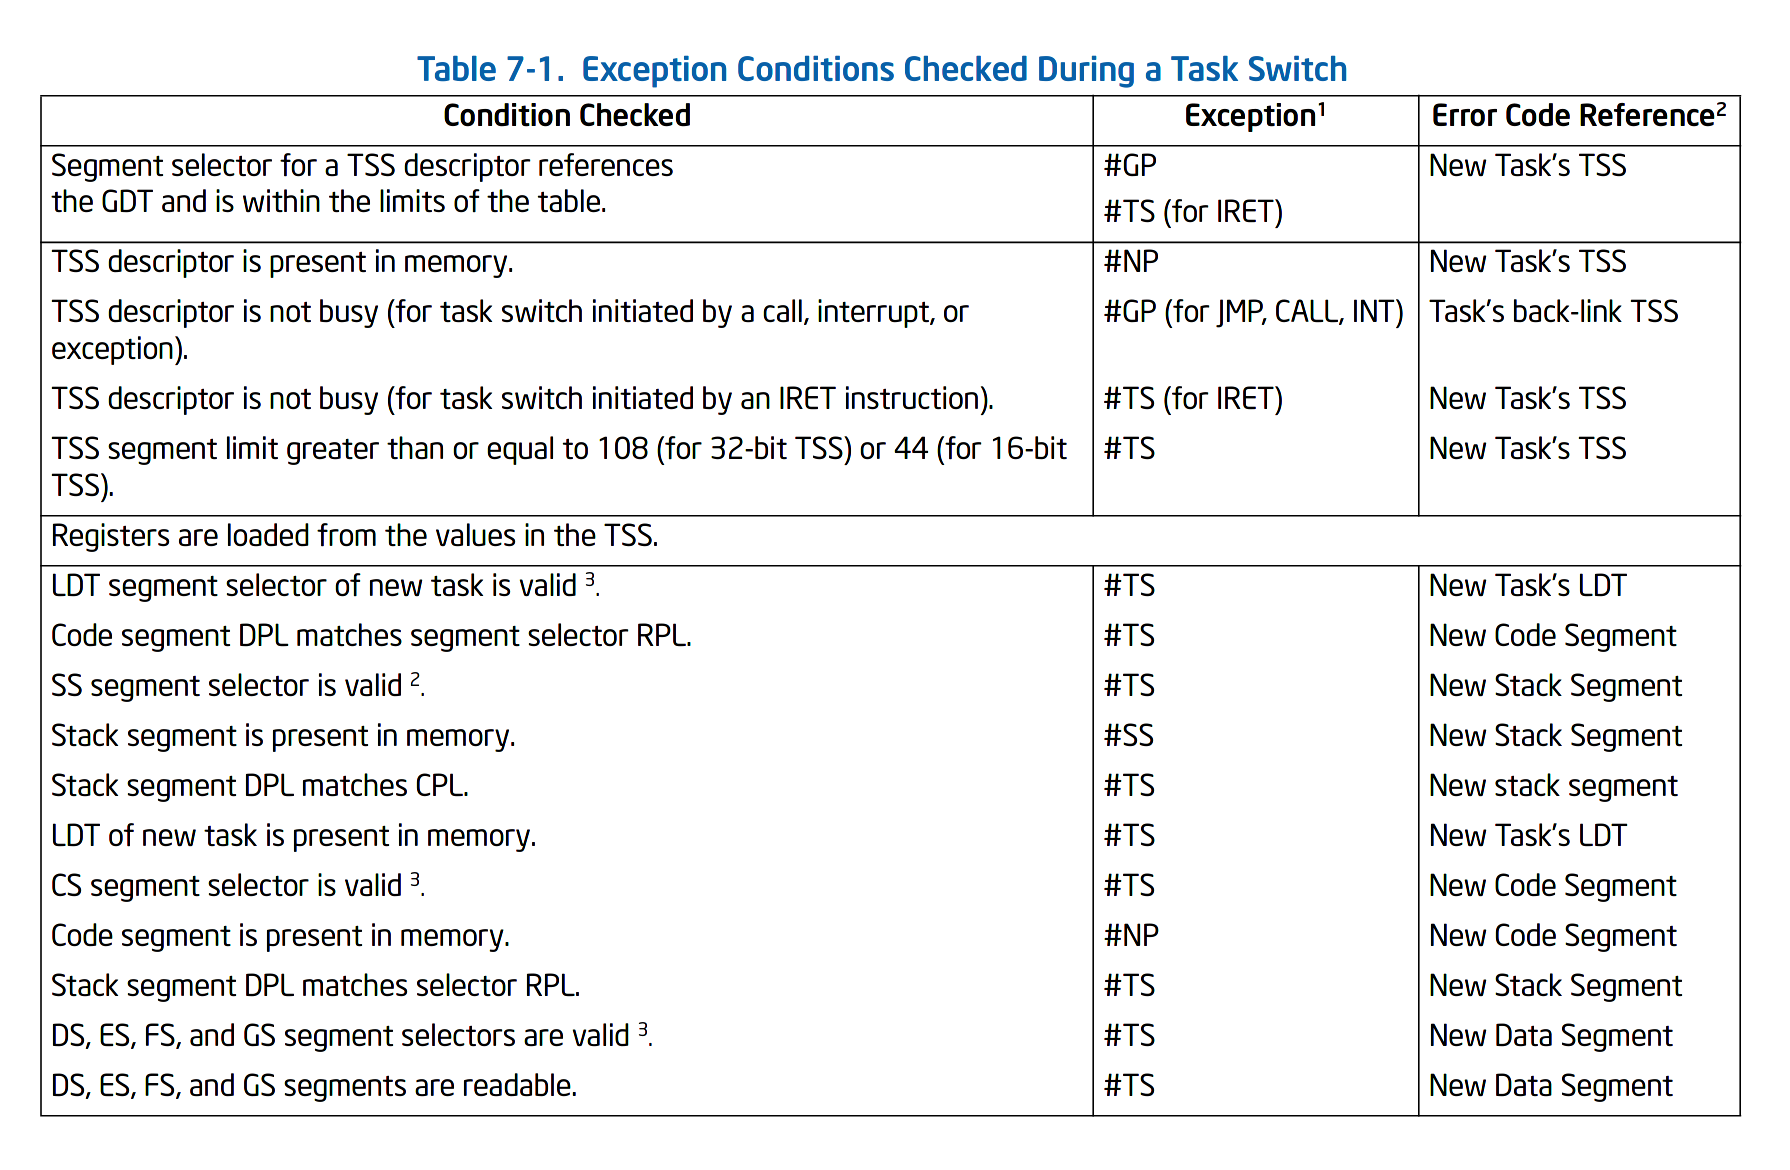 Table 7-1. Exception Conditions Checked During a Task Switch
Condition Checked Exception1 Error Code Reference2
Segment selector for a TSS descriptor references #GP New Task's TSS
the GDT and is within the limits of the table.
#TS (for IRET)
TSS descriptor is present in memory. #NP New Task's TSS
TSS descriptor is not busy (for task switch initiated by a call, interrupt, or #GP (for JMP, CALL, INT) Task's back-link TSS
exception).
TSS descriptor is not busy (for task switch initiated by an IRET instruction). #TS (for IRET) New Task's TSS
TSS segment limit greater than or equal to 108 (for 32-bit TSS) or 44 (for 16-bit #TS New Task's TSS
TSS).
Registers are loaded from the values in the TSS.
LDT segment selector of new task is valid 3. #TS New Task's LDT
Code segment DPL matches segment selector RPL. #TS New Code Segment
SS segment selector is valid 2. #TS New Stack Segment
Stack segment is present in memory. #SS New Stack Segment
Stack segment DPL matches CPL. #TS New stack segment
LDT of new task is present in memory. #TS New Task's LDT
CS segment selector is valid 3. #TS New Code Segment
Code segment is present in memory. #NP New Code Segment
Stack segment DPL matches selector RPL. #TS New Stack Segment
DS, ES, FS, and GS segment selectors are valid 3. #TS New Data Segment
DS, ES, FS, and GS segments are readable. #TS New Data Segment